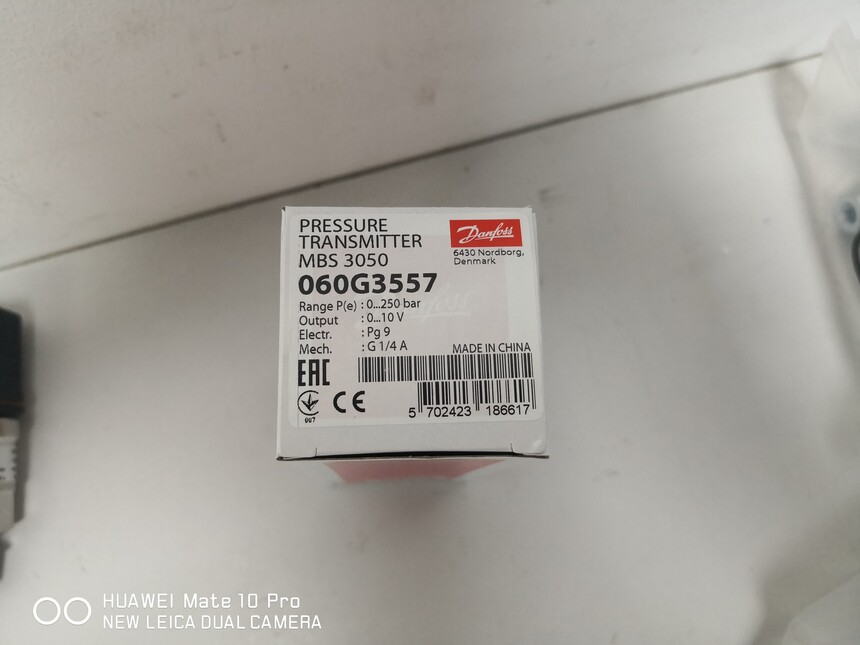 PRESSURE
TRANSMITTER
MBS 3050
Danfoss
6430 Nordborg,
Denmark
060G3557
Range P(e) : 0...250 bar
Output : 0...10 V
Electr. : Pg 9
Mech. : G 1/4 A
MADE IN CHINA
EAC
CE
5 702423 186617
HUAWEI Mate 10 Pro
NEW LEICA DUAL CAMERA